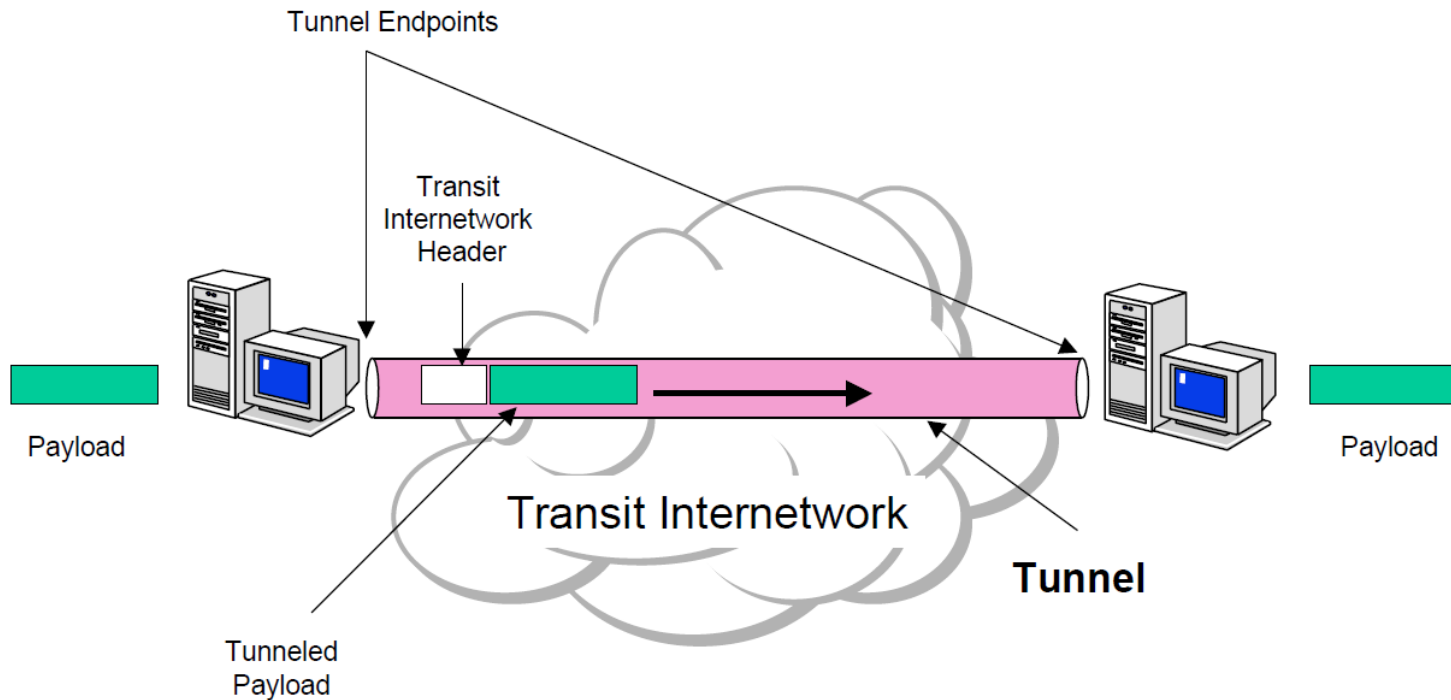 Tunnel Endpoints
Transit
Internetwork
Header
Payload
Payload
Transit Internetwork
Tunnel
Tunneled
Payload